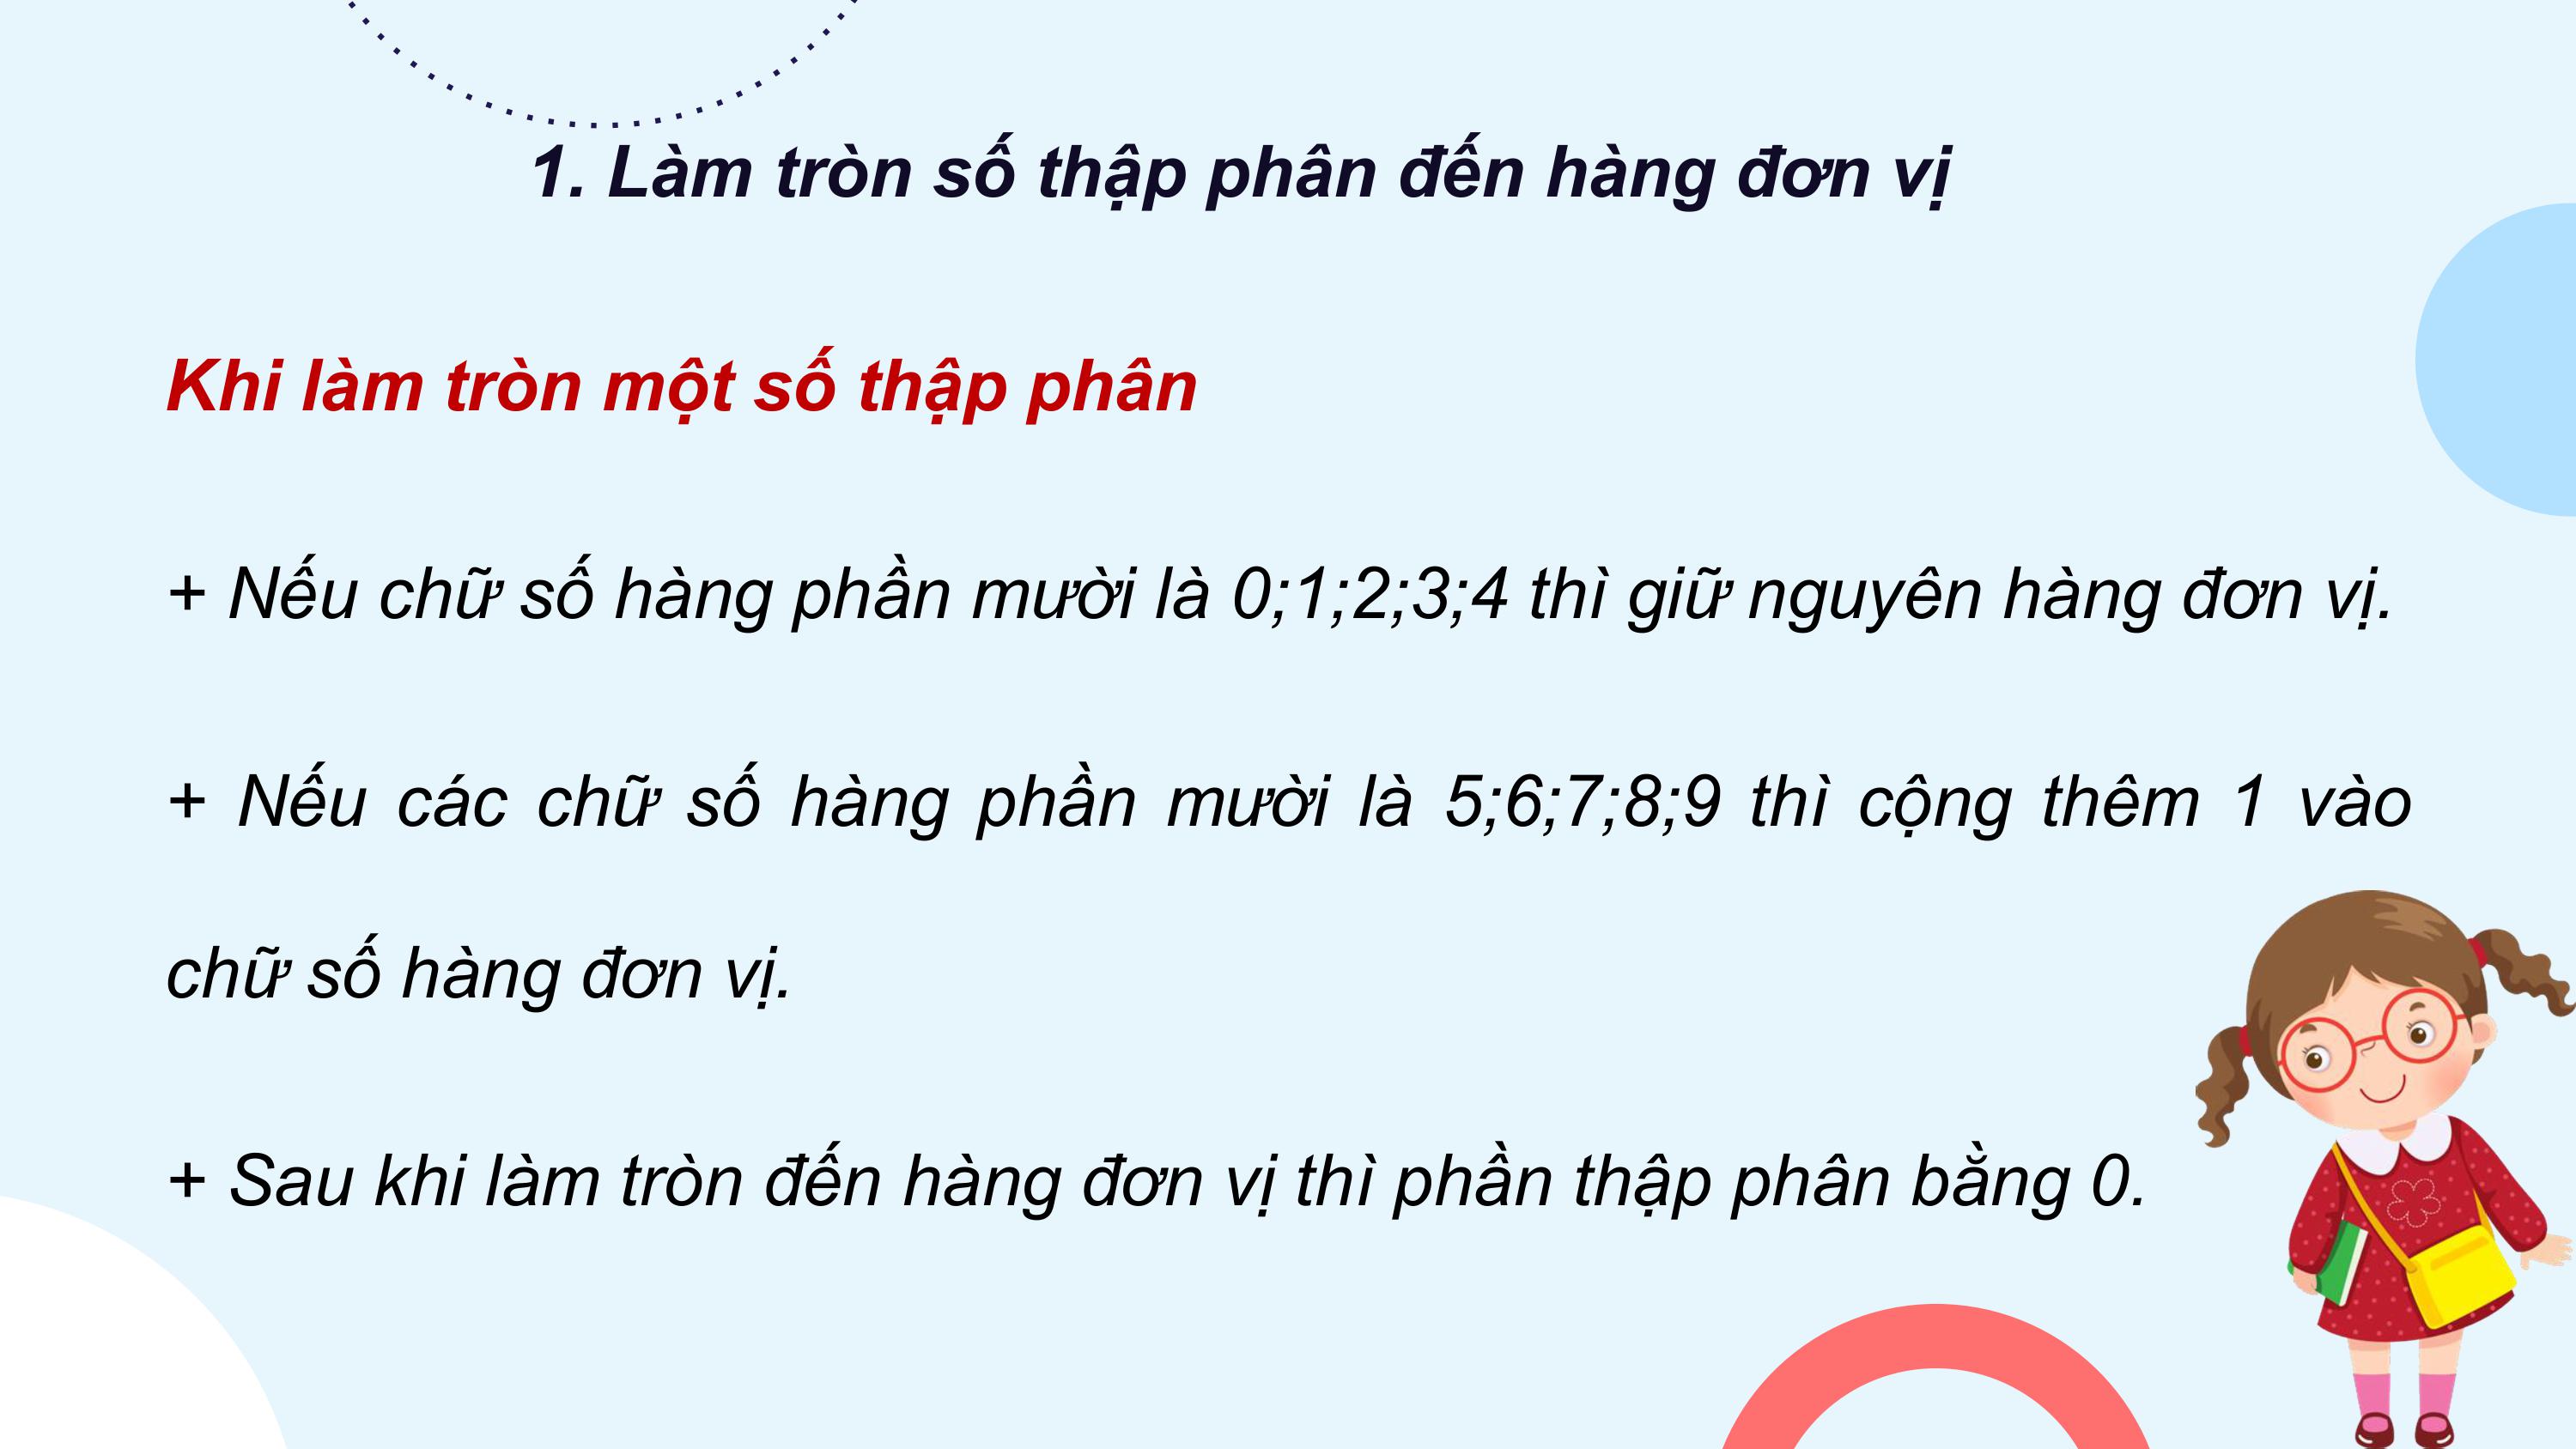 1. Làm tròn số thập phân đến hàng đơn vị
Khi làm tròn một số thập phân
+ Nếu chữ số hàng phần mười là 0;1;2;3;4 thì giữ nguyên hàng đơn vị.
+ Nếu các chữ số hàng phần mười là 5;6;7;8;9 thì cộng thêm 1 vào
chữ số hàng đơn vị.
+ Sau khi làm tròn đến hàng đơn vị thì phần thập phân bằng 0.